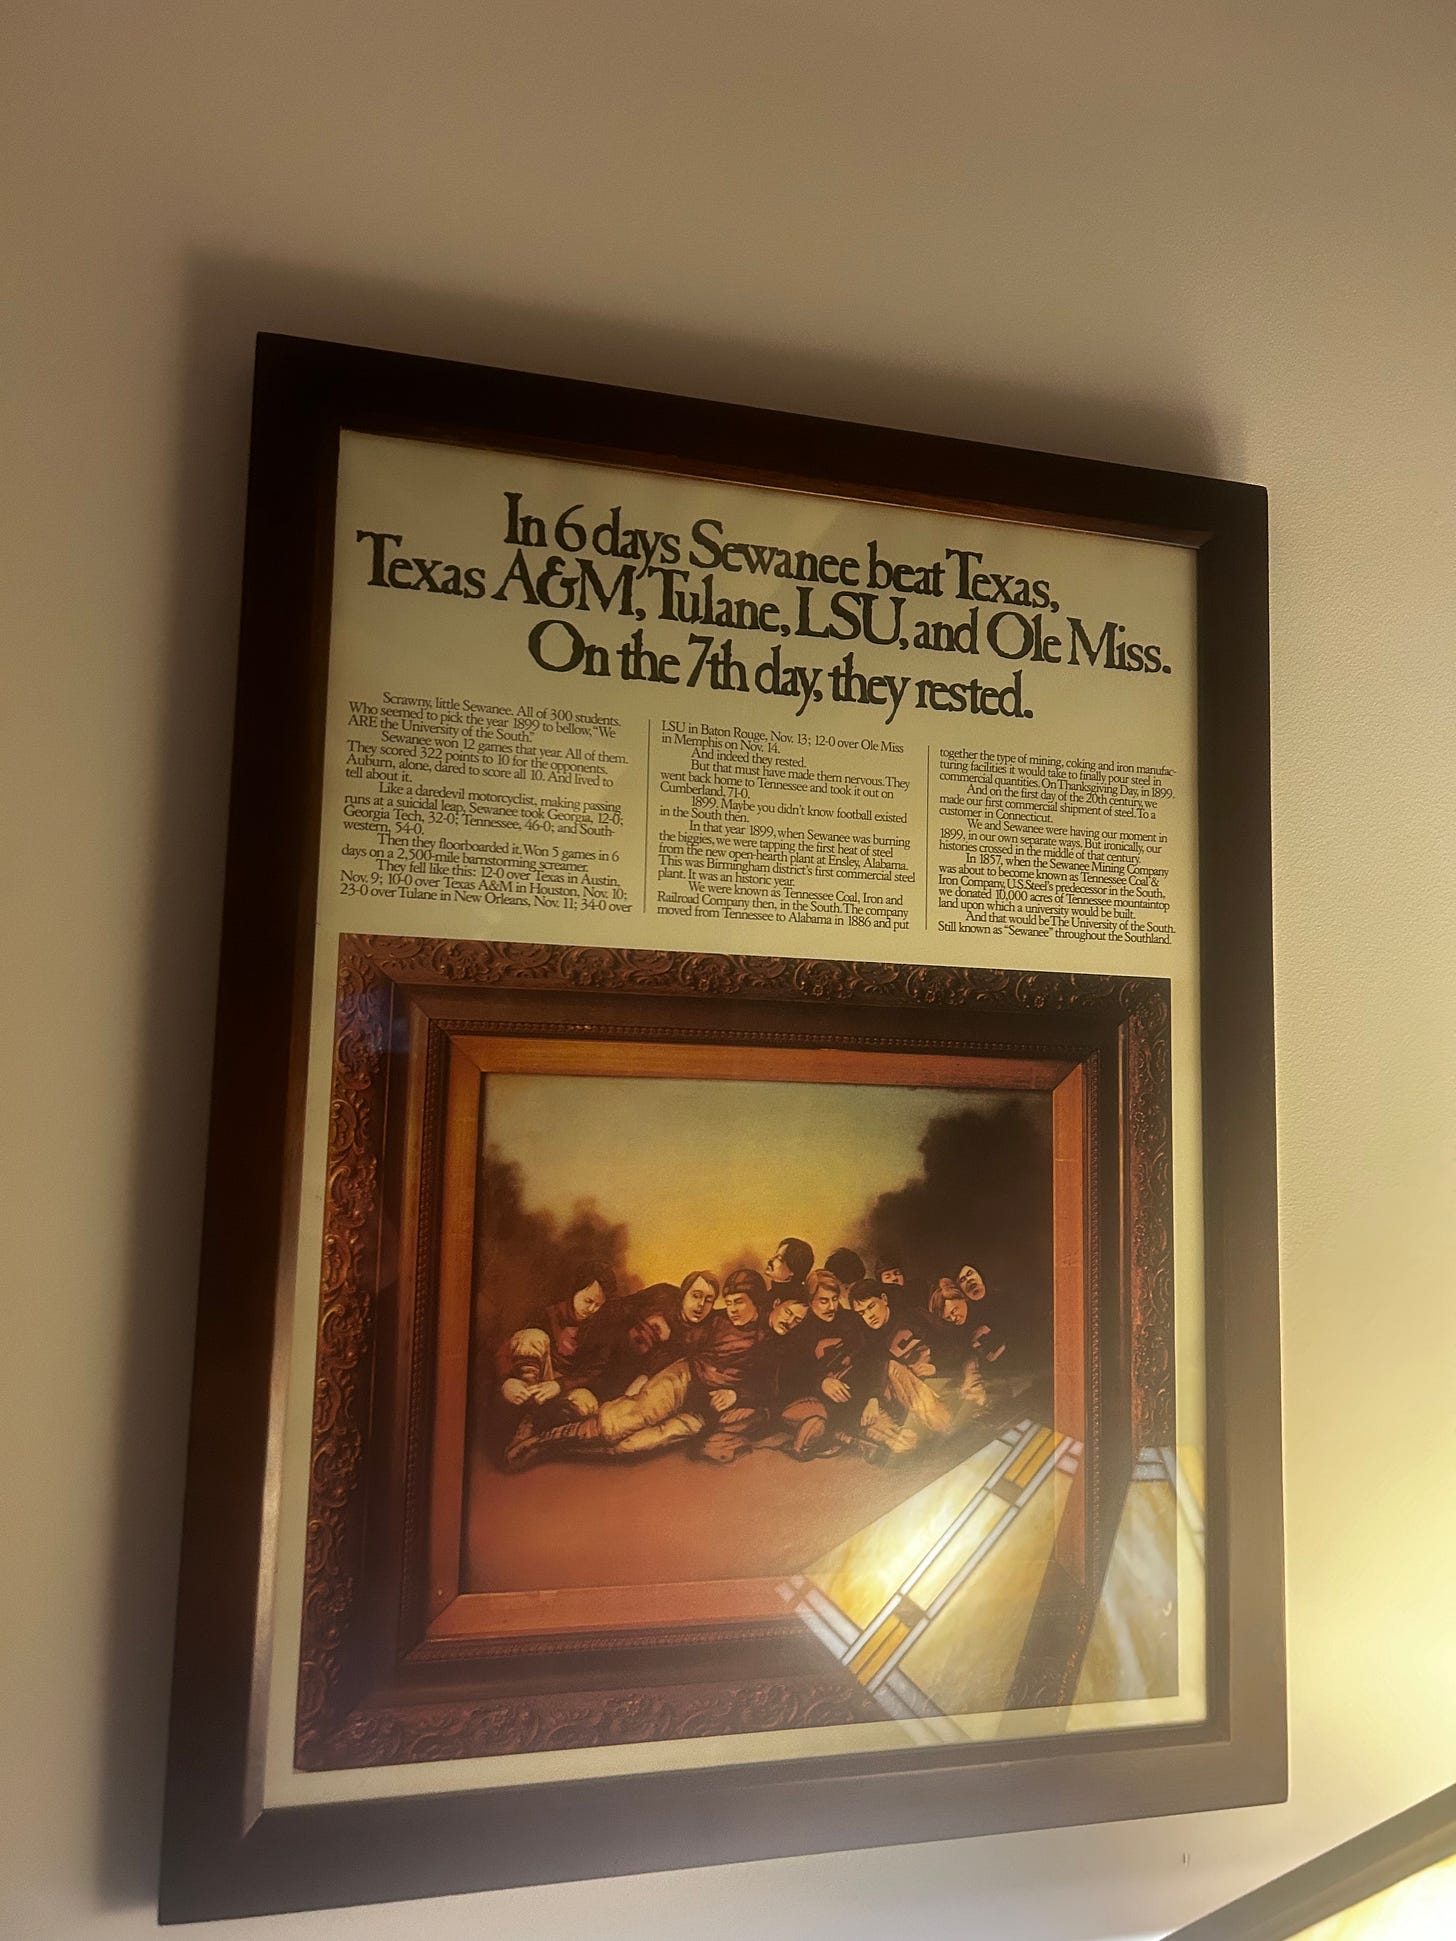 In 6 days Sewanee beat Texas,
Texas A&M, Tulane, LSU, and Ole Miss.
On the 7th day, they rested.
Scrawny, little Sewanee. All of 300 students.
Who seemed to pick the year 1899 to bellow, "We
ARE the University of the South."
Sewanee won 12 games that year. All of them.
They scored 322 points to 10 for the opponents.
Auburn, alone, dared to score all 10. And lived to
tell about it.
Like a daredevil motorcyclist, making passing
runs at a suicidal leap, Sewanee took Georgia, 12-0;
Georgia Tech, 32-0; Tennessee, 46-0; and South-
western, 54-0.
Then they floorboarded it. Won 5 games in 6
days on a 2,500-mile barnstorming screamer.
They fell like this: 12-0 over Texas in Austin,
Nov. 9; 10-0 over Texas A&M in Houston, Nov. 10;
23-0 over Tulane in New Orleans, Nov. 11; 34-0 over
LSU in Baton Rouge, Nov. 13; 12-0 over Ole Miss
in Memphis on Nov. 14.
And indeed they rested.
But that must have made them nervous. They
went back home to Tennessee and took it out on
Cumberland, 71-0.
1899. Maybe you didn't know football existed
in the South then.
In that year 1899, when Sewanee was burning
the biggies, we were tapping the first heat of steel
from the new open-hearth plant at Ensley, Alabama.
This was Birmingham district's first commercial steel
plant. It was an historic year.
We were known as Tennessee Coal, Iron and
Railroad Company then, in the South. The company
moved from Tennessee to Alabama in 1886 and put
together the type of mining, coking and iron manufac-
turing facilities it would take to finally pour steel in
commercial quantities. On Thanksgiving Day, in 1899.
And on the first day of the 20th century, we
made our first commercial shipment of steel. To a
customer in Connecticut.
We and Sewanee were having our moment in
1899, in our own separate ways. But ironically, our
histories crossed in the middle of that century.
In 1857, when the Sewanee Mining Company
was about to become known as Tennessee Coal &
Iron Company, U.S. Steel's predecessor in the South,
we donated 10,000 acres of Tennessee mountaintop
land upon which a university would be built.
And that would be The University of the South.
Still known as "Sewanee" throughout the Southland.